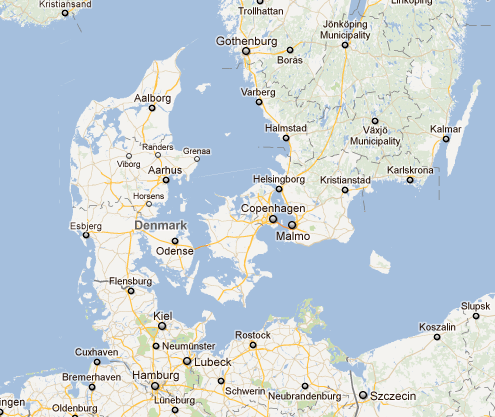 Kristiansand
Trollhattan
Linköping
Jönköping
Municipality
Gothenburg
Borås
Varberg
Aalborg
Halmstad
Växjö
Municipality
Kalmar
Randers
Grenaa
Viborg
Aarhus
Karlskrona
Helsingborg
Kristianstad
Horsens
Copenhagen
Esbjerg
Denmark
Malmo
Odense
Flensburg
Slupsk
Kiel
Koszalin
Rostock
Neumünster
Cuxhaven
Lubeck
Bremerhaven
Hamburg
Schwerin
Neubrandenburg
Szczecin
ingen
Oldenburg
Lüneburg